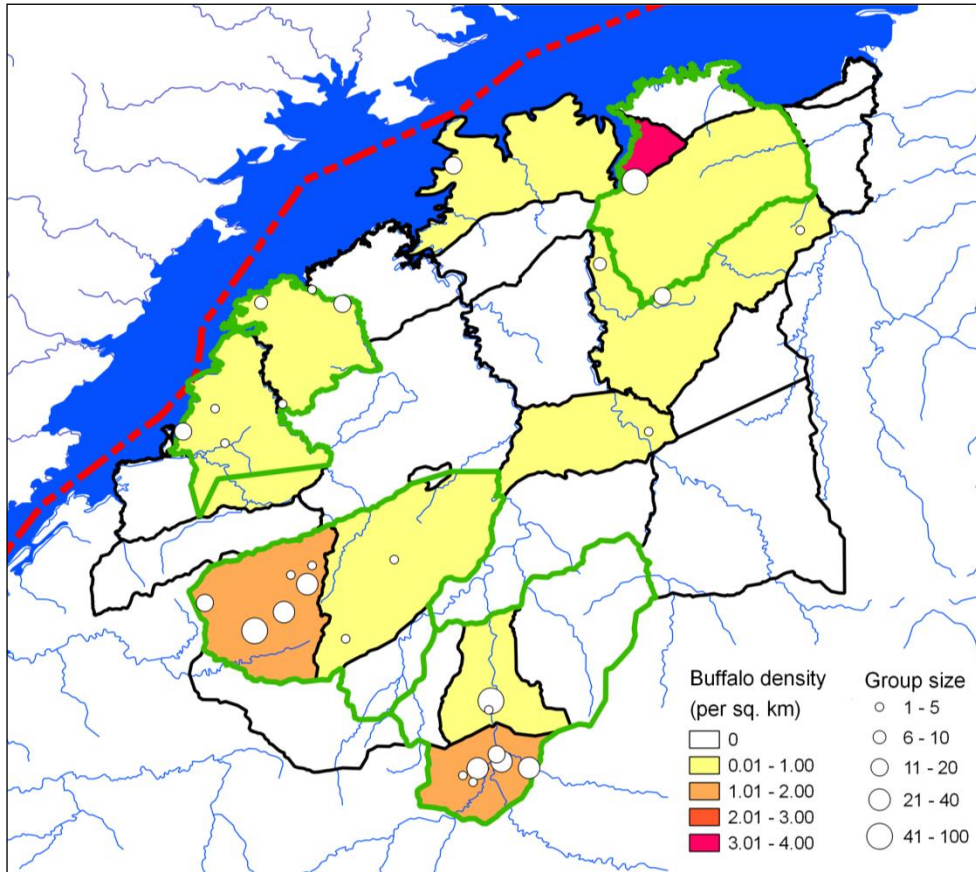 Buffalo density
(per sq. km)
0
0.01 - 1.00
1.01 - 2.00
2.01 - 3.00
3.01 - 4.00
Group size
1 - 5
6 - 10
11 - 20
21 - 40
41 - 100